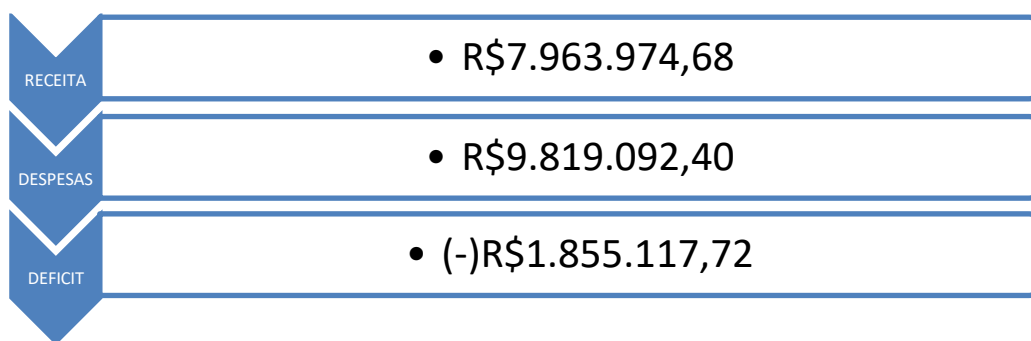 RECEITA
• R$7.963.974,68
DESPESAS
• R$9.819.092,40
DEFICIT
• (-)R$1.855.117,72